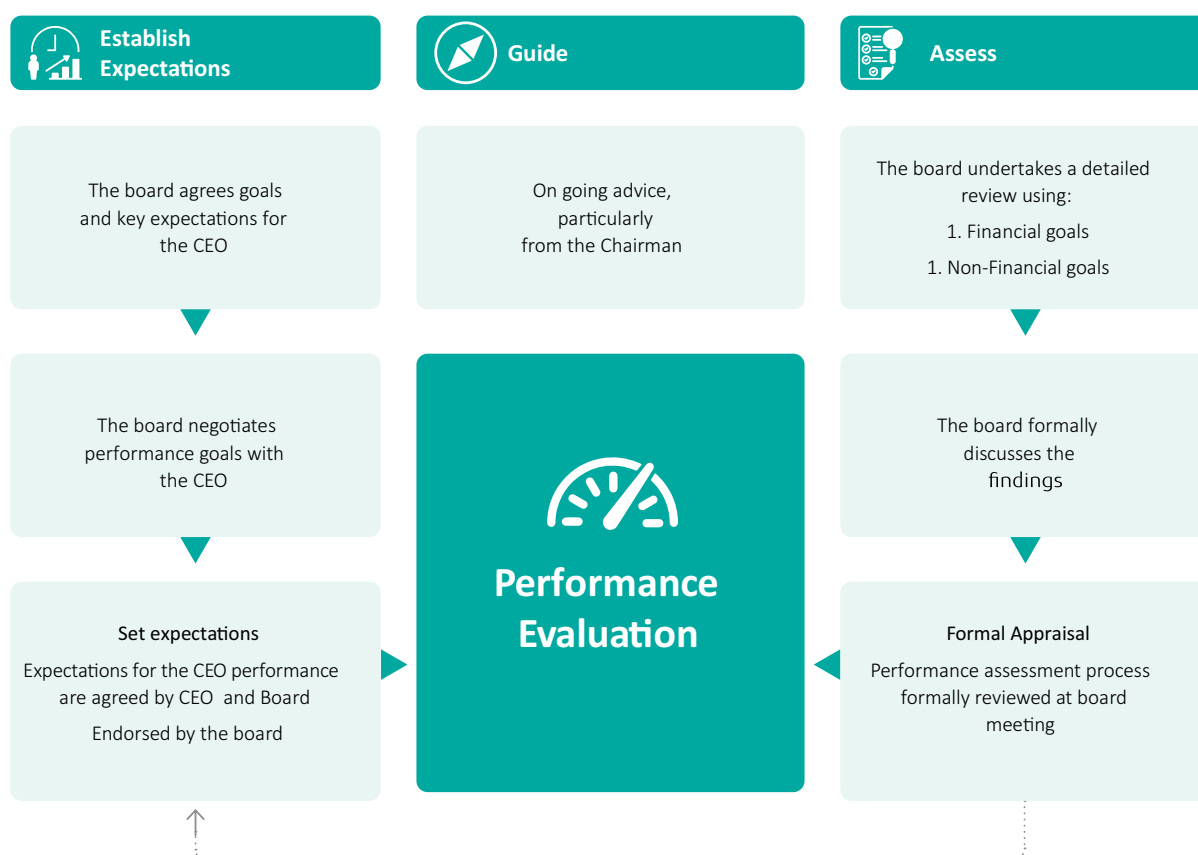 Establish
Expectations
The board agrees goals
and key expectations for
the CEO
The board negotiates
performance goals with
the CEO
Set expectations
Expectations for the CEO performance
are agreed by CEO and Board
Endorsed by the board
Guide
On going advice,
particularly
from the Chairman
Performance
Evaluation
Assess
The board undertakes a detailed
review using:
1. Financial goals
1. Non-Financial goals
The board formally
discusses the
findings
Formal Appraisal
Performance assessment process
formally reviewed at board
meeting